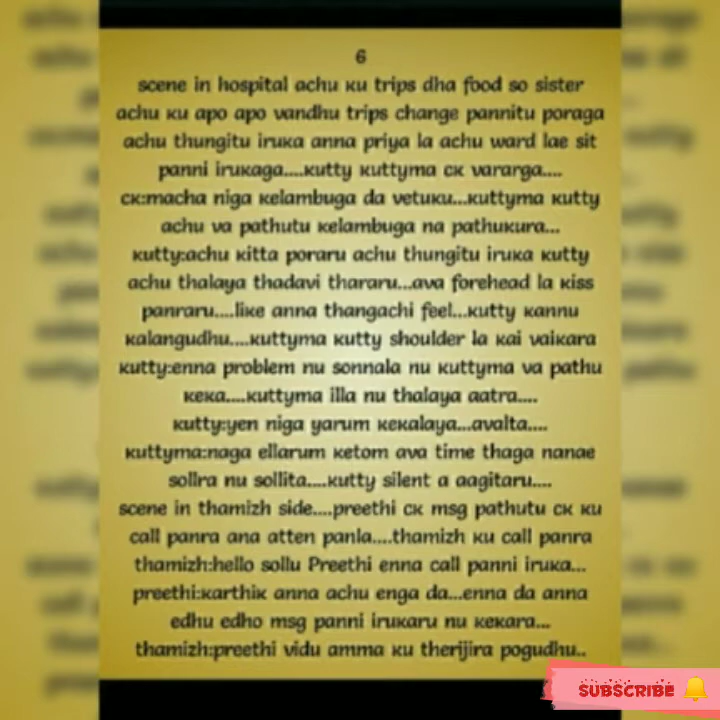 6
scene in hospital achu ku trips dha food so sister
achu ku apo apo vandhu trips change pannitu poraga
achu thungitu iruka anna priya la achu ward lae sit
panni irukaga....kutty kuttyma ck vararga....
ck:macha niga kelambuga da vetuku...kuttyma kutty
achu va pathutu kelambuga na pathukura...
kutty:achu kitta poraru achu thungitu iruka kutty
achu thalaya thadavi thararu...ava forehead la kiss
panraru....like anna thangachi feel...kutty kannu
kalangudhu....kuttyma kutty shoulder la kai vaikara
kutty:enna problem nu sonnala nu kuttyma va pathu
keka....kuttyma illa nu thalaya aatra....
kutty:yen niga yarum kekalaya...avalta....
kuttyma:naga ellarum ketom ava time thaga nanae
sollra nu sollita....kutty silent a aagitaru....
scene in thamizh side....preethi ck msg pathutu ck ku
call panra ana atten panla....thamizh ku call panra
thamizh:hello sollu Preethi enna call panni iruka...
preethi:karthik anna achu enga da...enna da anna
edhu edho msg panni irukaru nu kekara...
thamizh:preethi vidu amma ku therijira pogudhu..
SUBSCRIBE